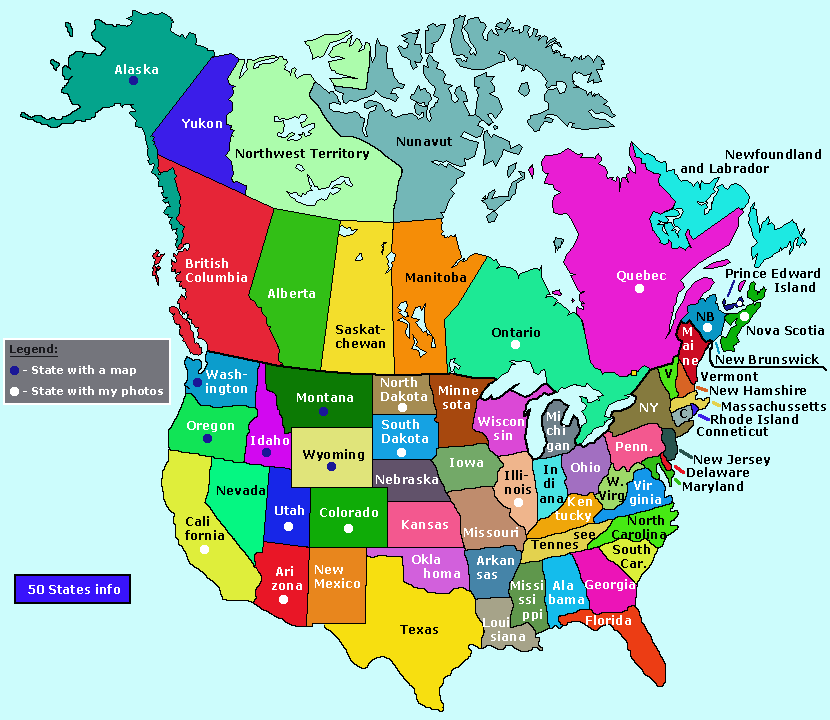 Alaska
Yukon
Northwest Territory
Nunavut
Newfoundland
and Labrador
British
Columbia
Alberta
Saskat-
chewan
Manitoba
Ontario
Quebec
Prince Edward
Island
NB
Nova Scotia
New Brunswick
Legend:
- State with a map
- State with my photos
Wash-
ington
Montana
North
Dakota
Minne
sota
Ma
i
ne
V
Vermont
New Hamshire
Massachussetts
Rhode Island
Conneticut
C
NY
Oregon
Idaho
Wyoming
South
Dakota
Wiscon
sin
Mi
chi
gan
Iowa
Nebraska
Illi-
nois
In
di
ana
Ohio
Penn.
New Jersey
Delaware
Maryland
W.
Virg
Vir
ginia
Nevada
Utah
Colorado
Kansas
Missouri
Ken
tucky
Cali
fornia
Tennes
see
North
Carolina
South
Car.
Ari
zona
New
Mexico
Okla
homa
Arkan
sas
Missi
ssi
ppi
Ala
bama
Georgia
50 States info
Texas
Loui
siana
Florida